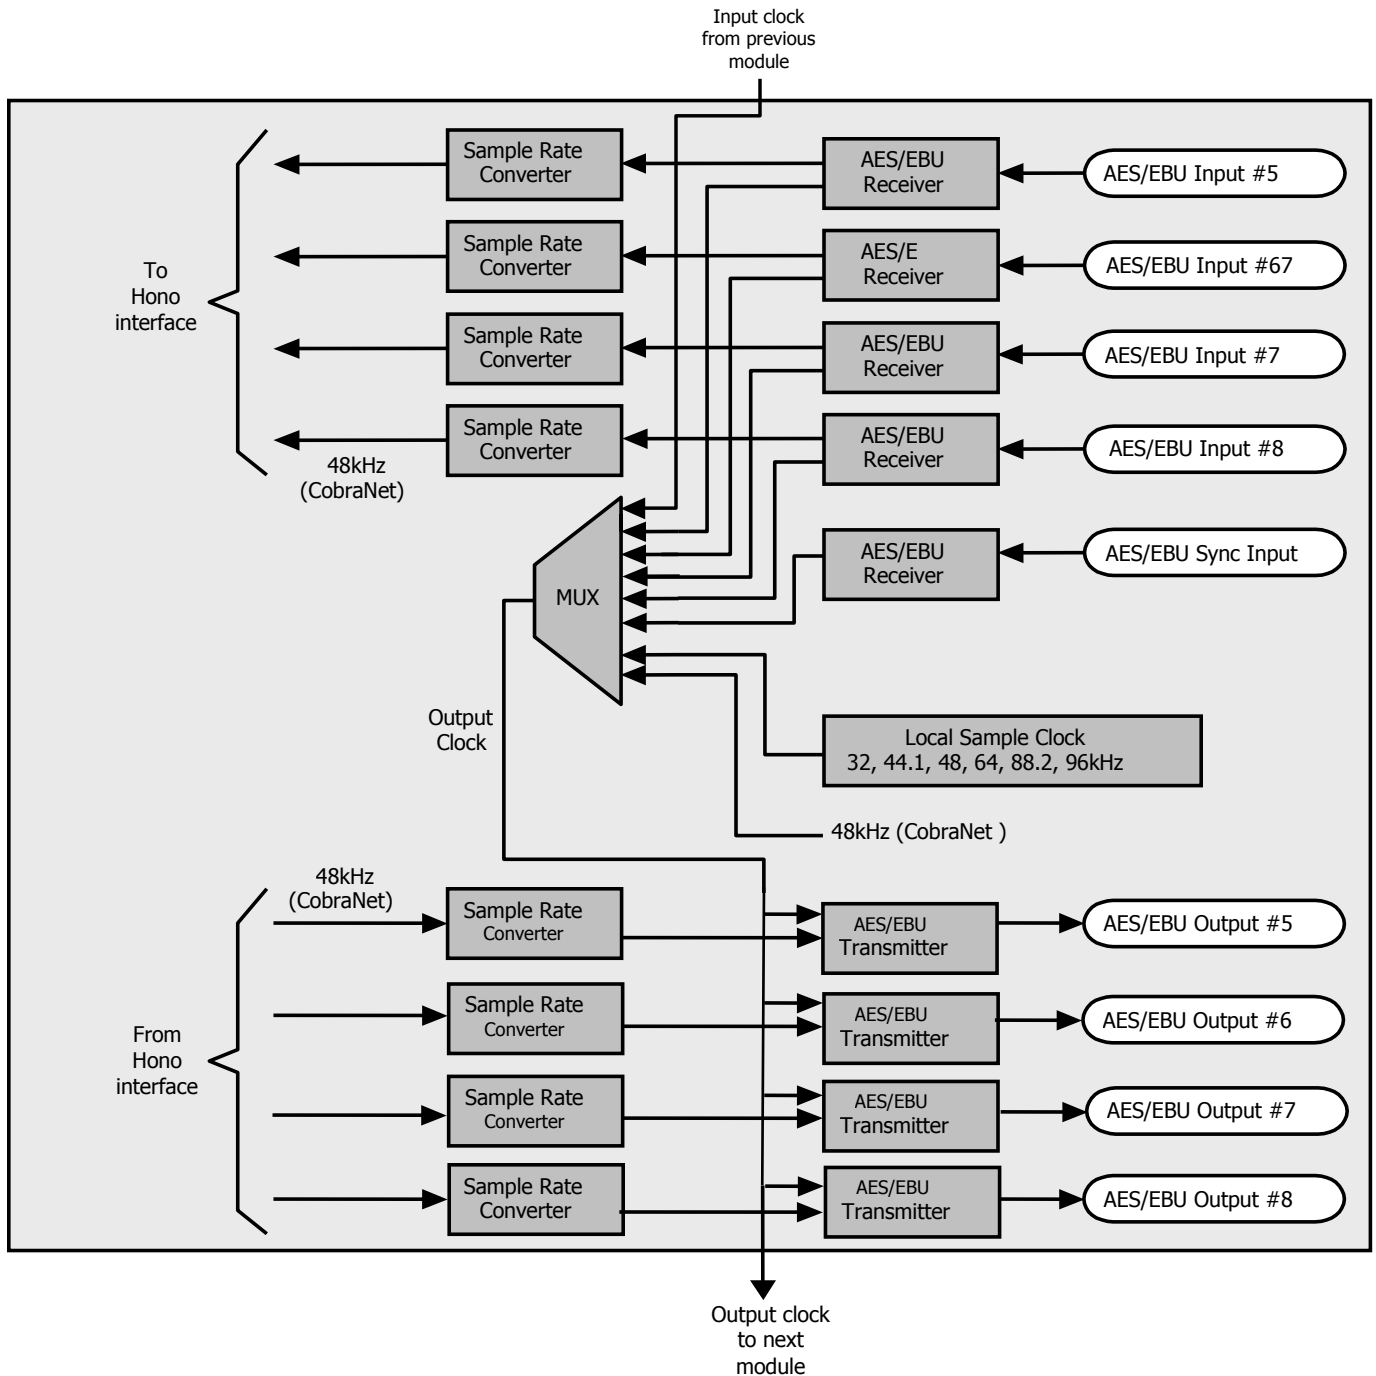 Input clock
from previous
module
Sample Rate
Converter
AES/EBU
Receiver
AES/EBU Input #5
Sample Rate
Converter
AES/E
Receiver
AES/EBU Input #67
To
Hono
interface
Sample Rate
Converter
AES/EBU
Receiver
AES/EBU Input #7
Sample Rate
Converter
AES/EBU
Receiver
AES/EBU Input #8
48kHz
(CobraNet)
AES/EBU
Receiver
AES/EBU Sync Input
MUX
Output
Clock
Local Sample Clock
32, 44.1, 48, 64, 88.2, 96kHz
48kHz (CobraNet )
48kHz
(CobraNet)
Sample Rate
Converter
AES/EBU
Transmitter
AES/EBU Output #5
Sample Rate
Converter
AES/EBU
Transmitter
AES/EBU Output #6
From
Hono
interface
Sample Rate
Converter
AES/EBU
Transmitter
AES/EBU Output #7
Sample Rate
Converter
AES/EBU
Transmitter
AES/EBU Output #8
Output clock
to next
module